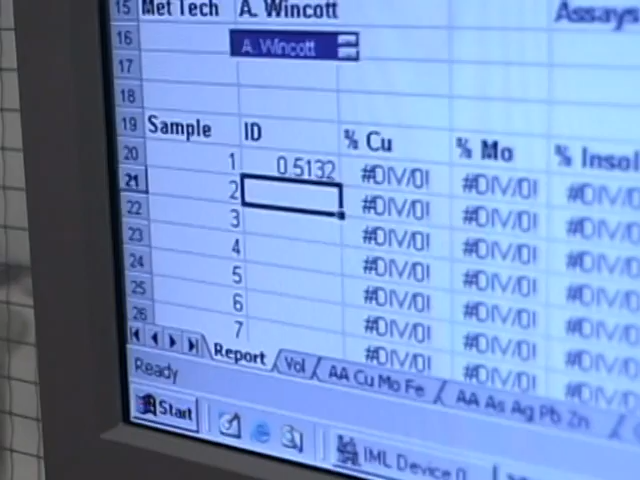 15 Met Tech A. Wincott Assays
16 A. Wincott
17
18
19 Sample ID % Cu % Mo % Insol
20 1 0.5132 #DIV/0! #DIV/0! #DIV/0!
21 2 #DIV/0! #DIV/0! #DIV/0!
22 3 #DIV/0! #DIV/0! #DIV/0!
23 4 #DIV/0! #DIV/0! #DIV/0!
24 5 #DIV/0! #DIV/0! #DIV/0!
25 6 #DIV/0! #DIV/0! #DIV/0!
26 7 #DIV/0! #DIV/0! #DIV/0!
Report Vol AA Cu Mo Fe AA As Ag Pb Zn
Ready
Start IML Device 0